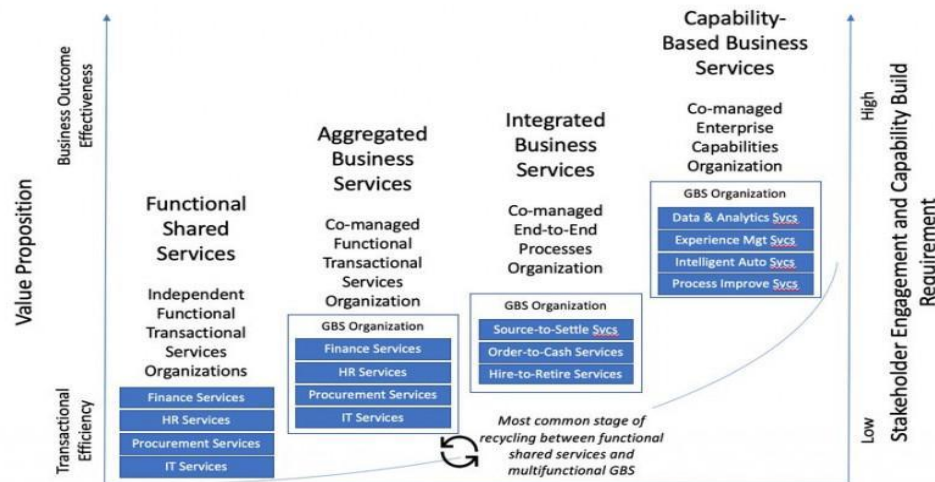 Value Proposition
Business Outcome
Effectiveness
Transactional
Efficiency
Functional
Shared
Services
Independent
Functional
Transactional
Services
Organizations
Finance Services
HR Services
Procurement Services
IT Services
Aggregated
Business
Services
Co-managed
Functional
Transactional
Services
Organization
GBS Organization
Finance Services
HR Services
Procurement Services
IT Services
Integrated
Business
Services
Co-managed
End-to-End
Processes
Organization
GBS Organization
Source-to-Settle Svcs
Order-to-Cash Services
Hire-to-Retire Services
Most common stage of
recycling between functional
shared services and
multifunctional GBS
Capability-
Based Business
Services
Co-managed
Enterprise
Capabilities
Organization
GBS Organization
Data & Analytics Svcs
Experience Mgt Svcs
Intelligent Auto Svcs
Process Improve Svcs
High
Low
Stakeholder Engagement and Capability Build
Requirement